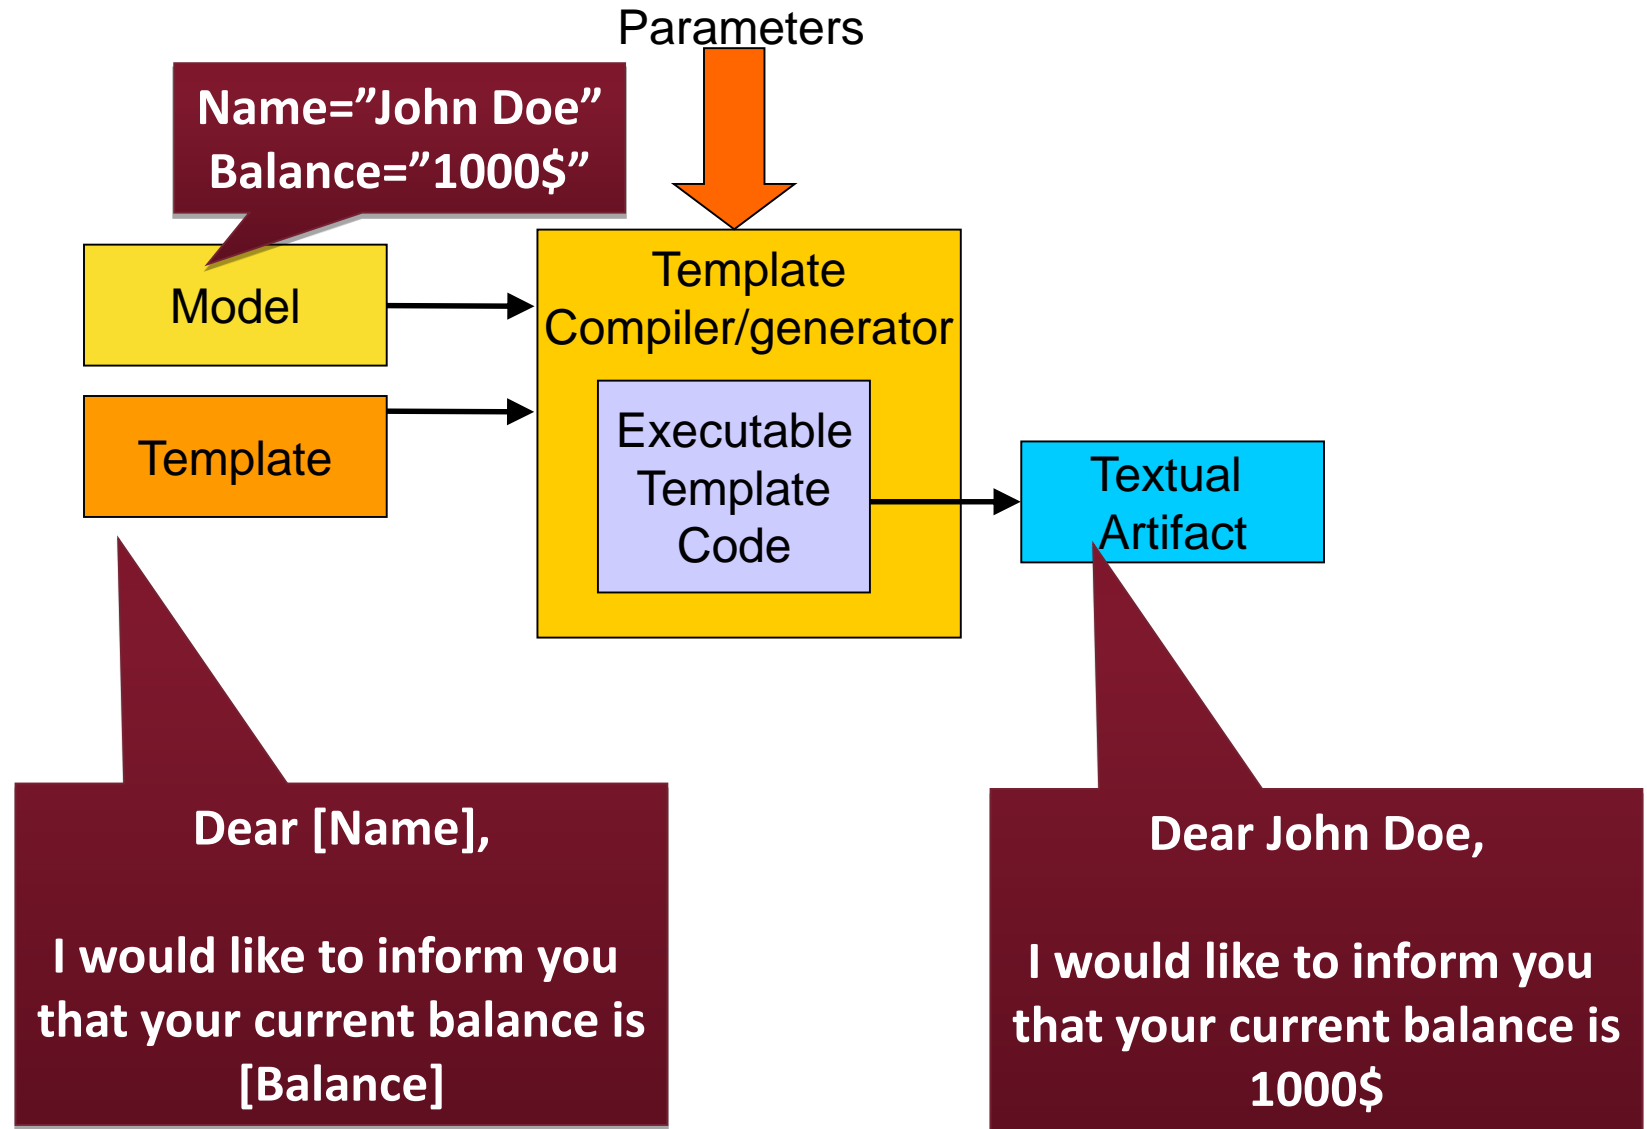 Parameters
Name=”John Doe”
Balance=”1000$”
Model
Template
Template
Compiler/generator
Executable
Template
Code
Textual
Artifact
Dear [Name],
I would like to inform you
that your current balance is
[Balance]
Dear John Doe,
I would like to inform you
that your current balance is
1000$